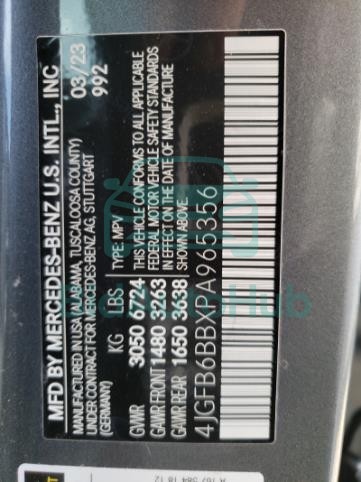 MFD BY MERCEDES-BENZ U.S. INTL., INC
MANUFACTURED IN USA (ALABAMA, TUSCALOOSA COUNTY)
UNDER CONTRACT FOR MERCEDES-BENZ AG, STUTTGART
(GERMANY)
03/23
992
KG LBS TYPE: MPV
GVWR 3050 6724
GAWR FRONT 1480 3263
GAWR REAR 1650 3638
THIS VEHICLE CONFORMS TO ALL APPLICABLE
FEDERAL MOTOR VEHICLE SAFETY STANDARDS
IN EFFECT ON THE DATE OF MANUFACTURE
SHOWN ABOVE.
4JGFB6BBXPA965356